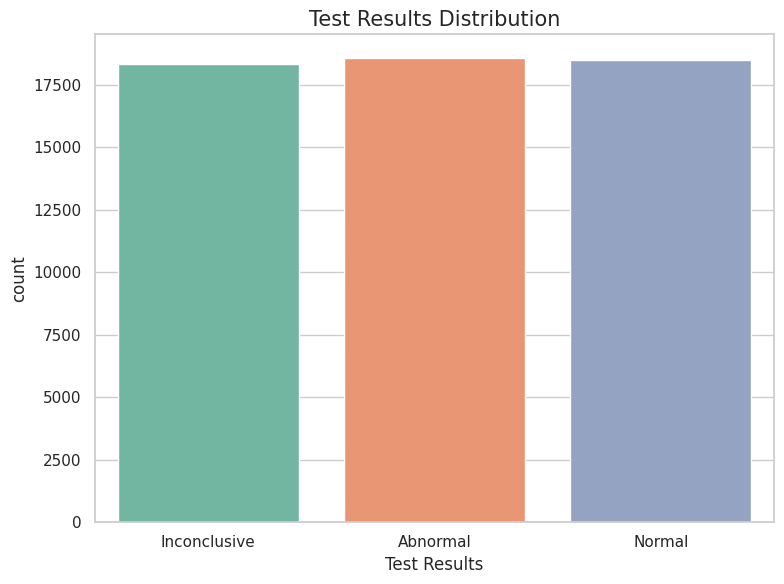 Test Results Distribution
count
17500
15000
12500
10000
7500
5000
2500
0
Inconclusive
Abnormal
Normal
Test Results